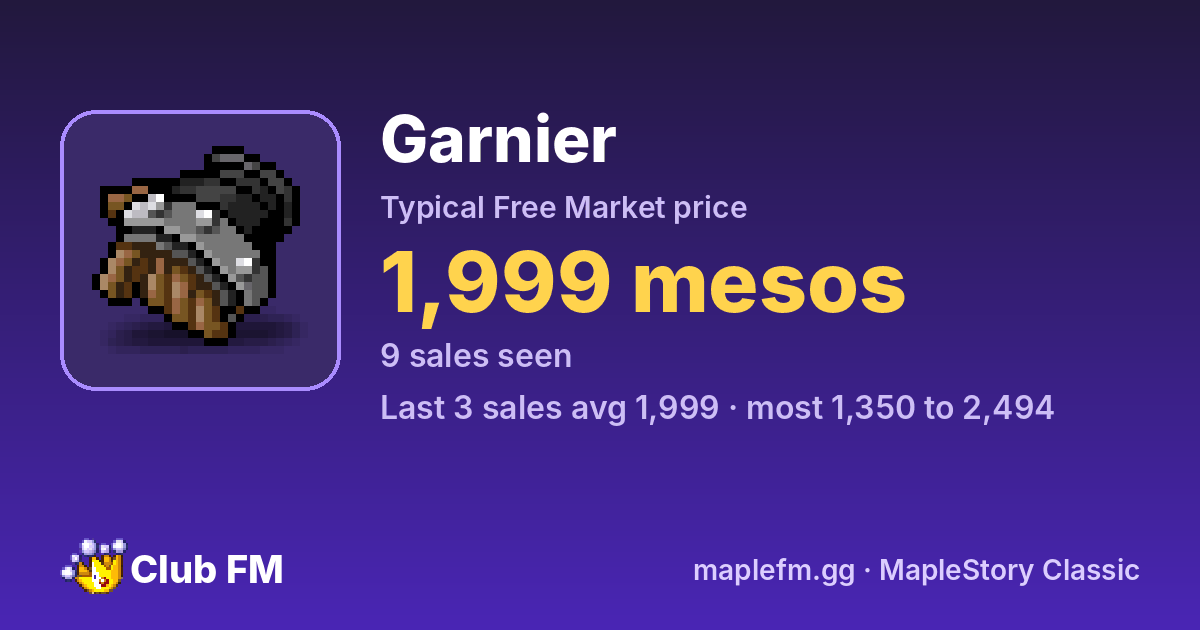 Garnier
Typical Free Market price
1,999 mesos
9 sales seen
Last 3 sales avg 1,999 · most 1,350 to 2,494
Club FM
maplefm.gg · MapleStory Classic